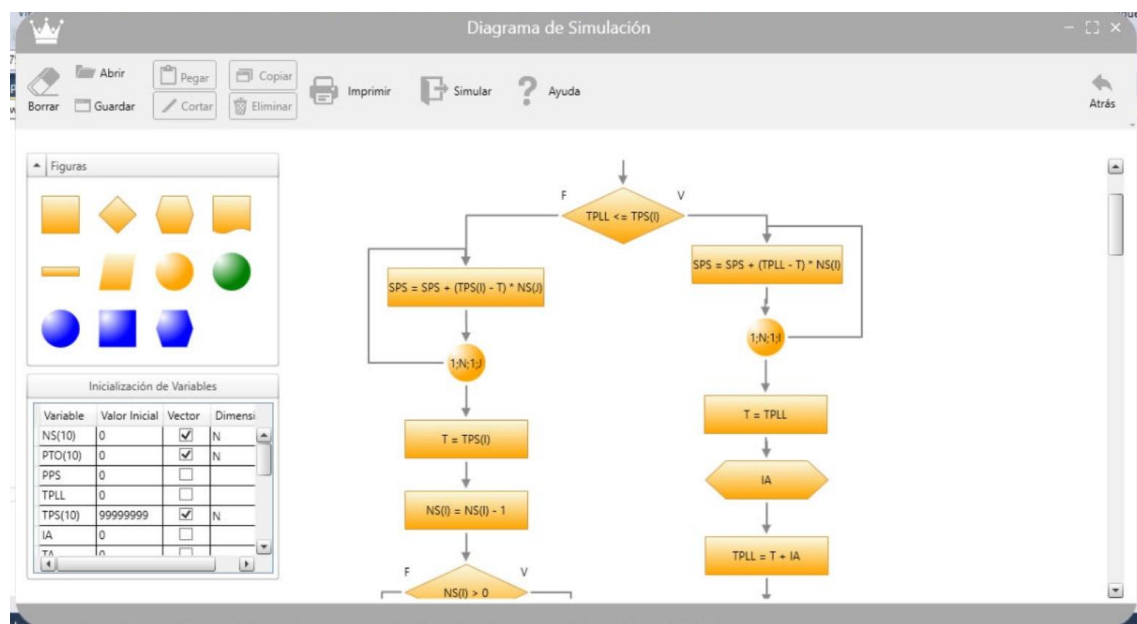 Diagrama de Simulación
Borrar
Abrir
Guardar
Pegar
Cortar
Copiar
Eliminar
Imprimir
Simular
Ayuda
Atrás
Figuras
Inicialización de Variables
Variable Valor Inicial Vector Dimensi
NS(10) 0 N
PTO(10) 0 N
PPS 0
TPLL 0
TPS(10) 99999999 N
IA 0
TA 0
F V
TPLL <= TPS(I)
SPS = SPS + (TPS(I) - T) * NS(J)
1;N;1;J
T = TPS(I)
NS(I) = NS(I) - 1
F V
NS(I) > 0
SPS = SPS + (TPLL - T) * NS(I)
1;N;1;I
T = TPLL
IA
TPLL = T + IA